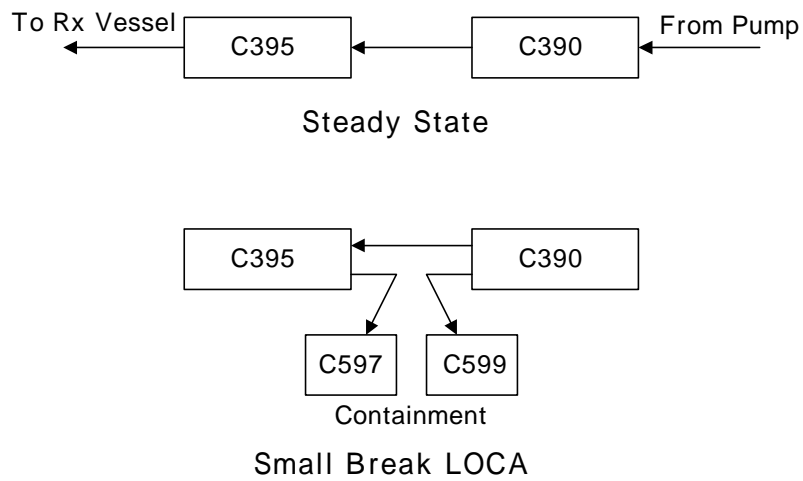 To Rx Vessel
C395
C390
From Pump
Steady State
C395
C390
C597
C599
Containment
Small Break LOCA